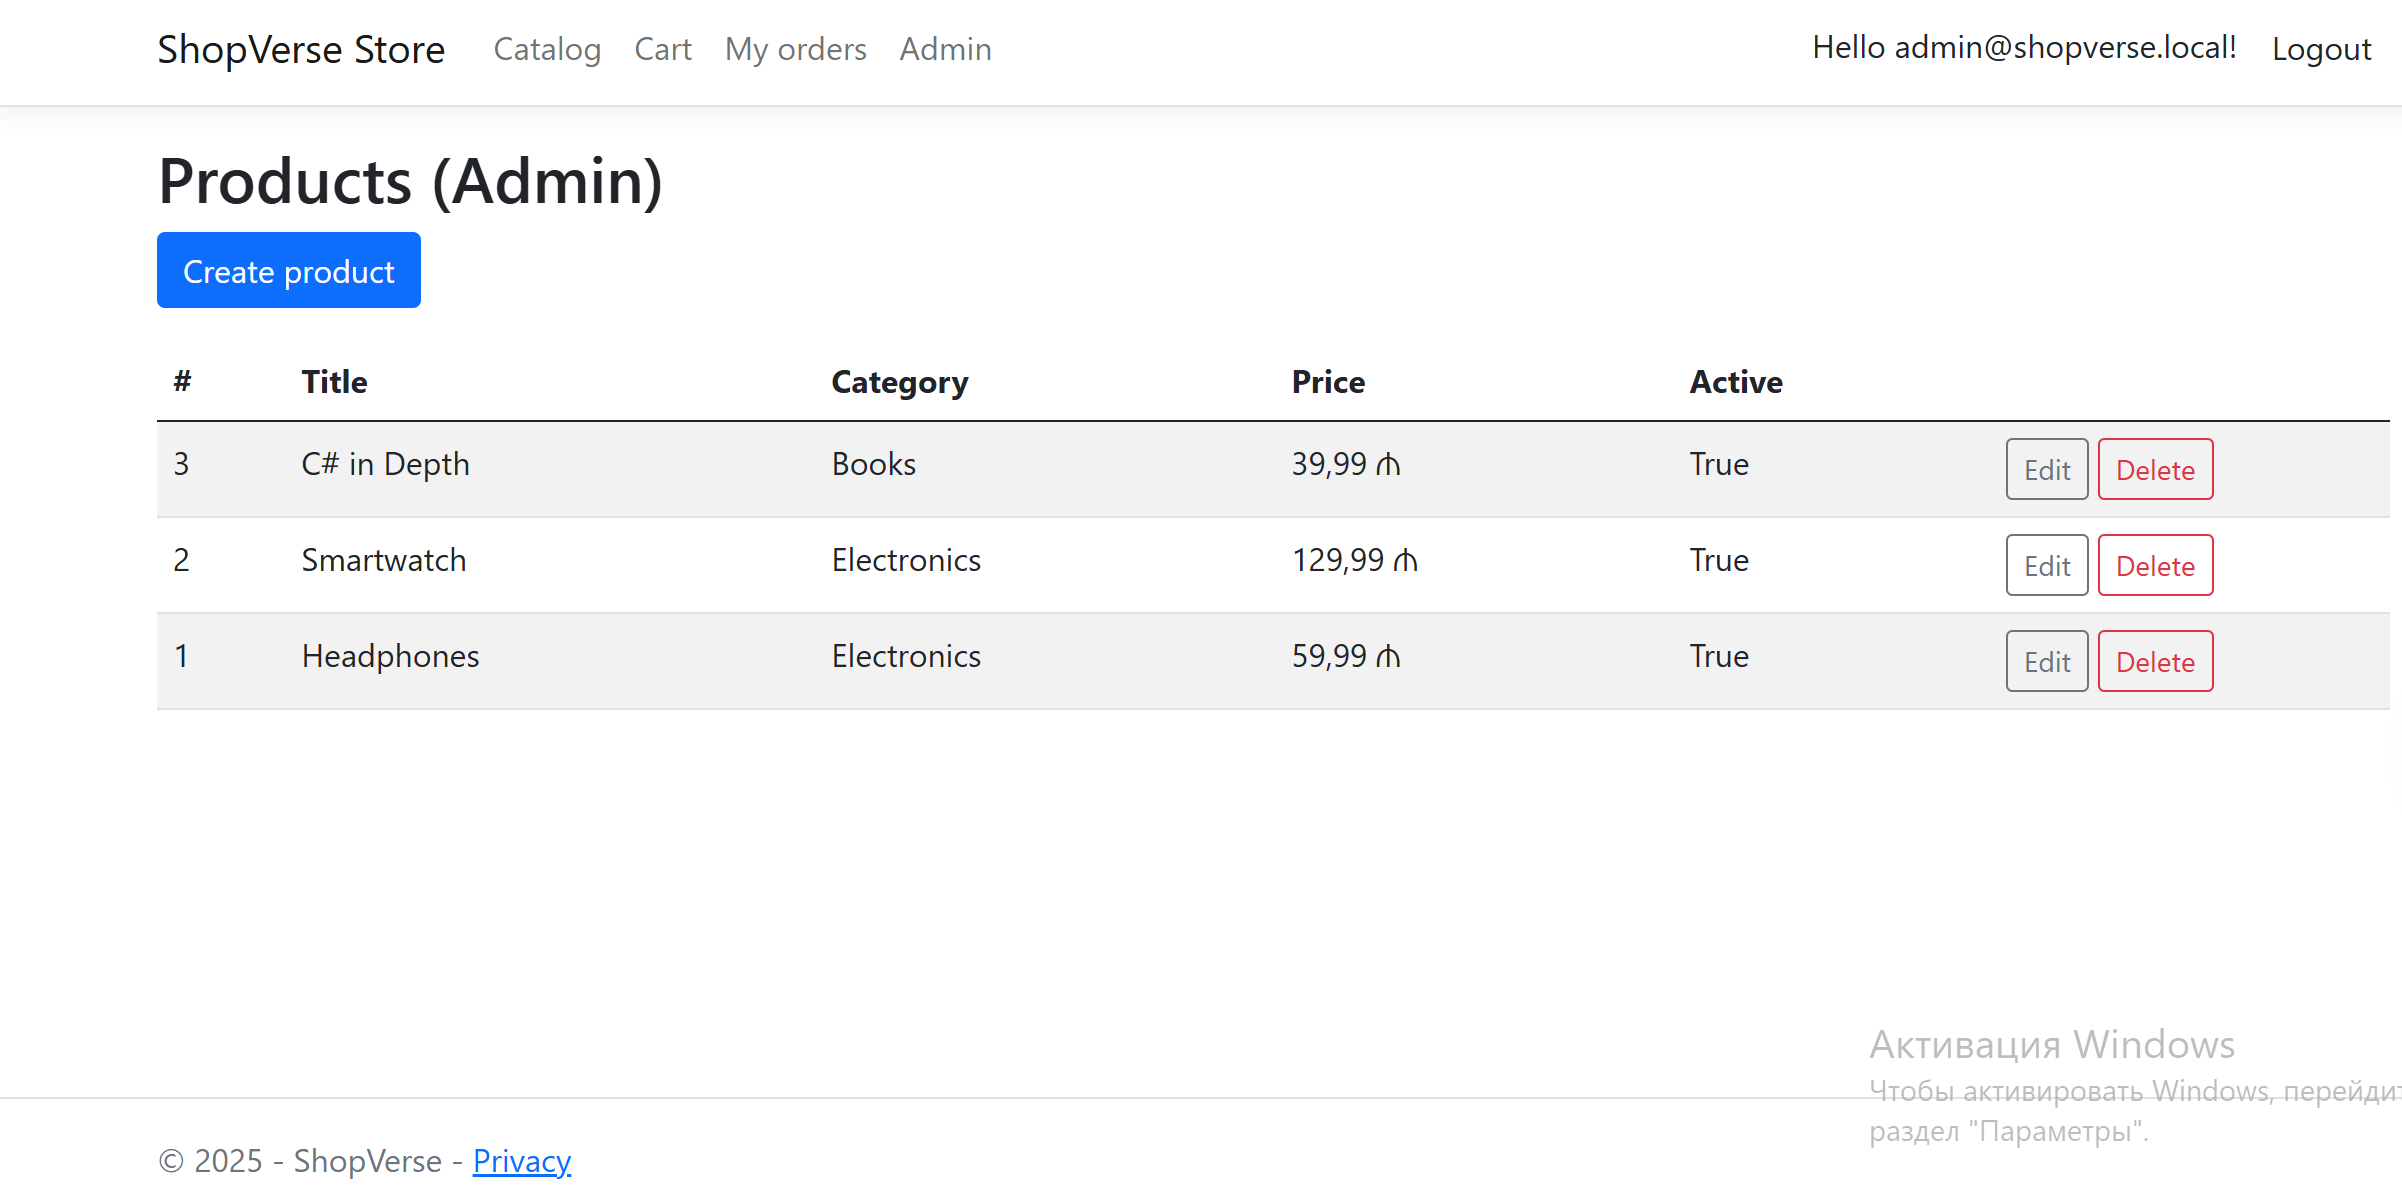 ShopVerse Store Catalog Cart My orders Admin Hello admin@shopverse.local! Logout
Products (Admin)
Create product
# Title Category Price Active
3 C# in Depth Books 39,99 ₼ True Edit Delete
2 Smartwatch Electronics 129,99 ₼ True Edit Delete
1 Headphones Electronics 59,99 ₼ True Edit Delete
Активация Windows
Чтобы активировать Windows, перейдит
раздел "Параметры".
© 2025 - ShopVerse - Privacy